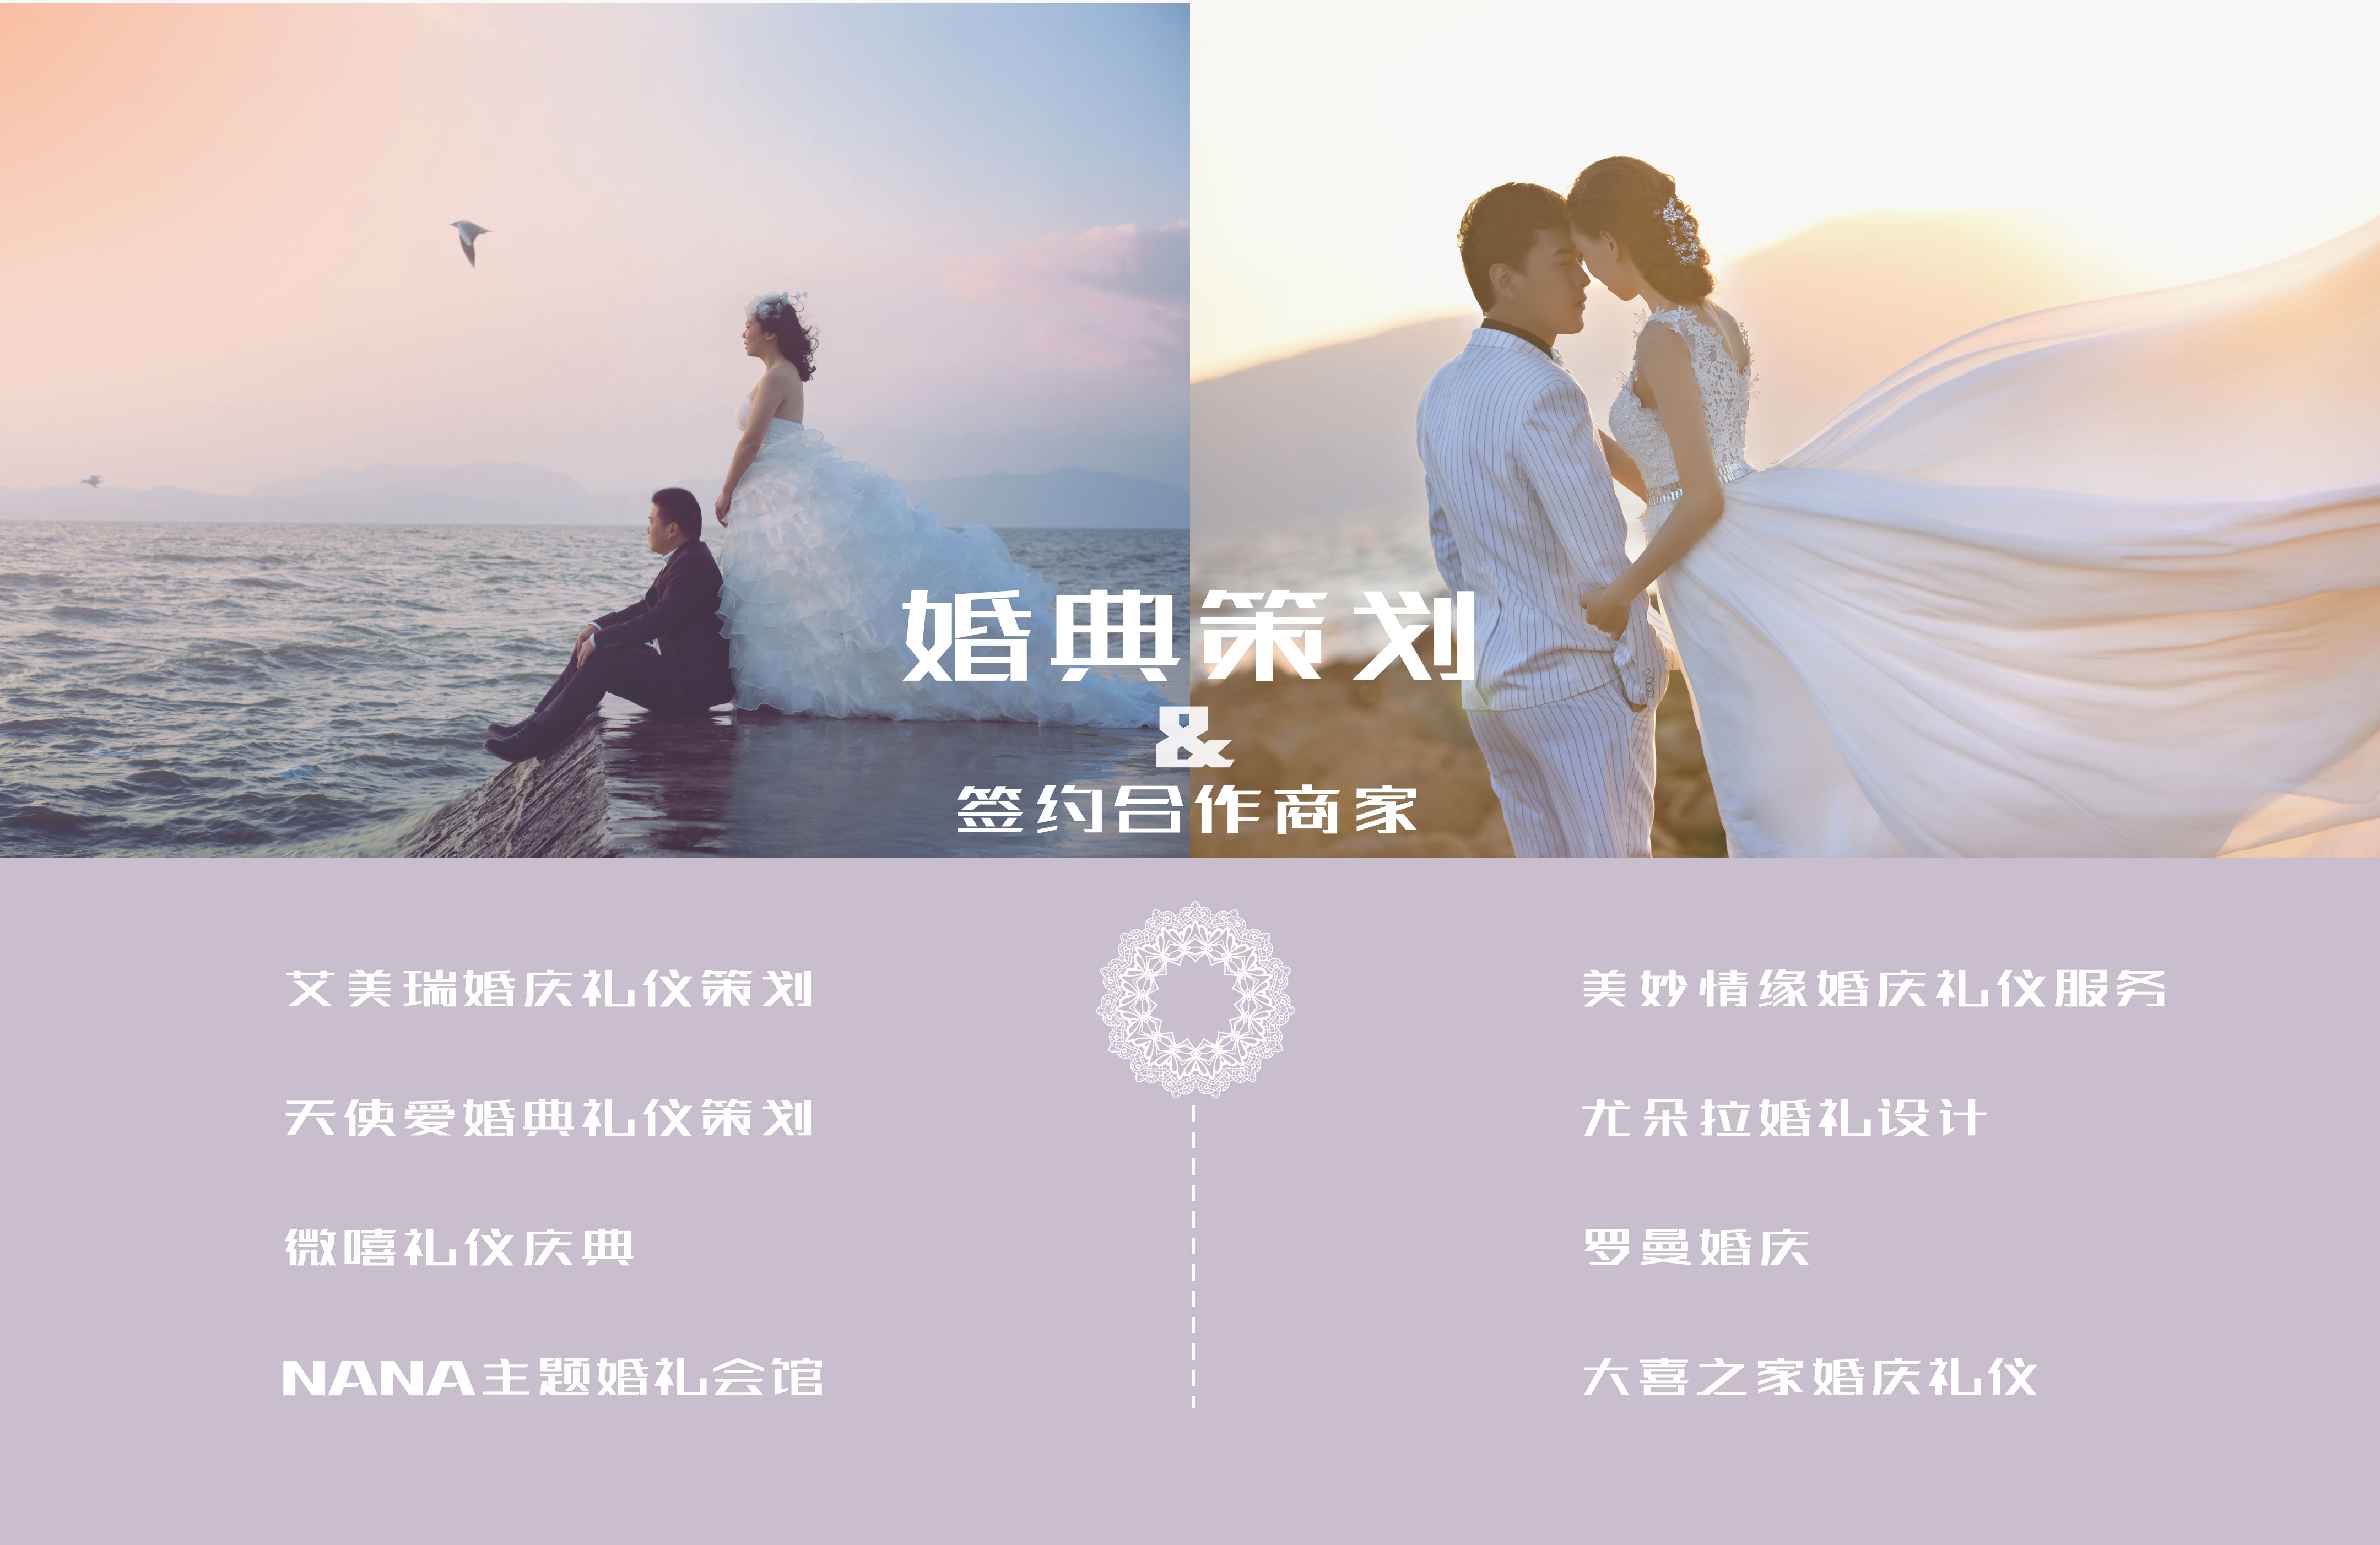 婚典策划
&
签约合作商家
艾美瑞婚庆礼仪策划
天使爱婚典礼仪策划
微嘻礼仪庆典
NANA主题婚礼会馆
美妙情缘婚庆礼仪服务
尤朵拉婚礼设计
罗曼婚庆
大喜之家婚庆礼仪